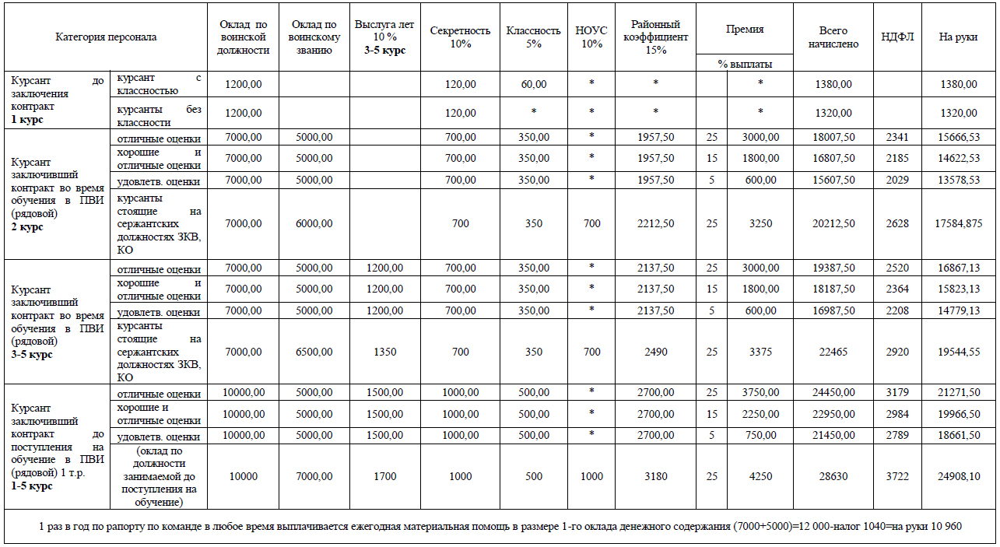 Категория персонала
Оклад по
воинской
должности
Оклад по
воинскому
званию
Выслуга лет
10 %
3-5 курс
Секретность
10%
Классность
5%
НОУС
10%
Районный
коэффициент
15%
Премия
% выплаты
Всего
начислено
НДФЛ
На руки
Курсант до
заключения
контракт
1 курс
курсант с
классностью
1200,00 120,00 60,00 * * * 1380,00 1380,00
курсанты без
классности
1200,00 120,00 * * * * 1320,00 1320,00
Курсант
заключивший
контракт во время
обучения в ПВИ
(рядовой)
2 курс
отличные оценки 7000,00 5000,00 700,00 350,00 * 1957,50 25 3000,00 18007,50 2341 15666,53
хорошие и
отличные оценки
7000,00 5000,00 700,00 350,00 * 1957,50 15 1800,00 16807,50 2185 14622,53
удовлетв. оценки 7000,00 5000,00 700,00 350,00 * 1957,50 5 600,00 15607,50 2029 13578,53
курсанты
стоящие на
сержантских
должностях ЗКВ,
КО
7000,00 6000,00 700 350 700 2212,50 25 3250 20212,50 2628 17584,875
Курсант
заключивший
контракт во время
обучения в ПВИ
(рядовой)
3-5 курс
отличные оценки 7000,00 5000,00 1200,00 700,00 350,00 * 2137,50 25 3000,00 19387,50 2520 16867,13
хорошие и
отличные оценки
7000,00 5000,00 1200,00 700,00 350,00 * 2137,50 15 1800,00 18187,50 2364 15823,13
удовлетв. оценки 7000,00 5000,00 1200,00 700,00 350,00 * 2137,50 5 600,00 16987,50 2208 14779,13
курсанты
стоящие на
сержантских
должностях ЗКВ,
КО
7000,00 6500,00 1350 700 350 700 2490 25 3375 22465 2920 19544,55
Курсант
заключивший
контракт до
поступления на
обучение в ПВИ
(рядовой) 1 т.р.
1-5 курс
отличные оценки 10000,00 5000,00 1500,00 1000,00 500,00 * 2700,00 25 3750,00 24450,00 3179 21271,50
хорошие и
отличные оценки
10000,00 5000,00 1500,00 1000,00 500,00 * 2700,00 15 2250,00 22950,00 2984 19966,50
удовлетв. оценки 10000,00 5000,00 1500,00 1000,00 500,00 * 2700,00 5 750,00 21450,00 2789 18661,50
(оклад по
должности
занимаемой до
поступления на
обучение)
10000 7000,00 1700 1000 500 1000 3180 25 4250 28630 3722 24908,10
1 раз в год по рапорту по команде в любое время выплачивается ежегодная материальная помощь в размере 1-го оклада денежного содержания (7000+5000)=12 000-налог 1040=на руки 10 960